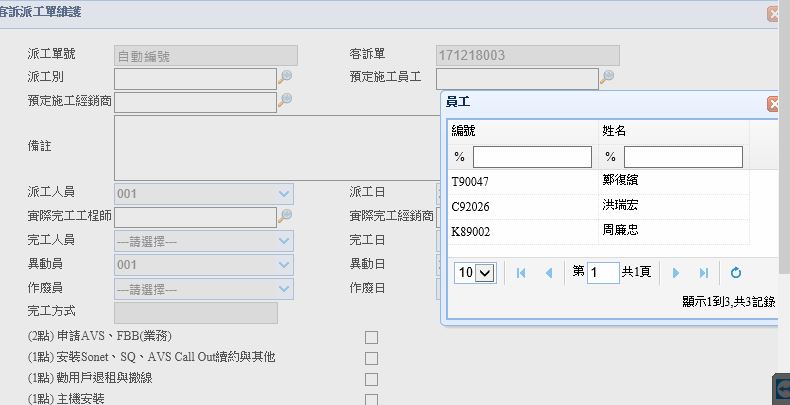 客訴派工單維護
派工單號 自動編號 客訴單 171218003
派工別 預定施工員工
預定施工經銷商
備註
派工人員 001 派工日
實際完工工程師 實際完工經銷商
完工人員 ---請選擇--- 完工日
異動員 001 異動日
作廢員 ---請選擇--- 作廢日
完工方式
(2點) 申請AVS、FBB(業務)
(1點) 安裝Sonet、SQ、AVS Call Out續約與其他
(1點) 勸用戶退租與撤線
(1點) 主機安裝
員工
編號 姓名
% %
T90047 鄭復繽
C92026 洪瑞宏
K89002 周廉忠
10 第 1 共1頁
顯示1到3,共3記錄